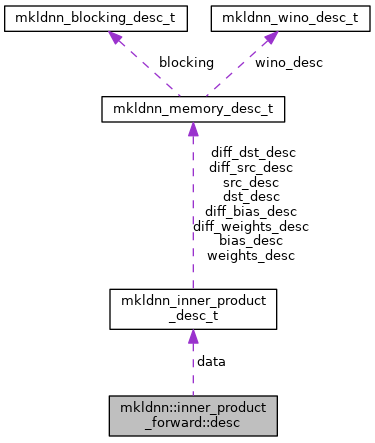 mkldnn_blocking_desc_t
mkldnn_wino_desc_t
blocking
wino_desc
mkldnn_memory_desc_t
diff_dst_desc
diff_src_desc
src_desc
dst_desc
diff_bias_desc
diff_weights_desc
bias_desc
weights_desc
mkldnn_inner_product
_desc_t
data
mkldnn::inner_product
_forward::desc